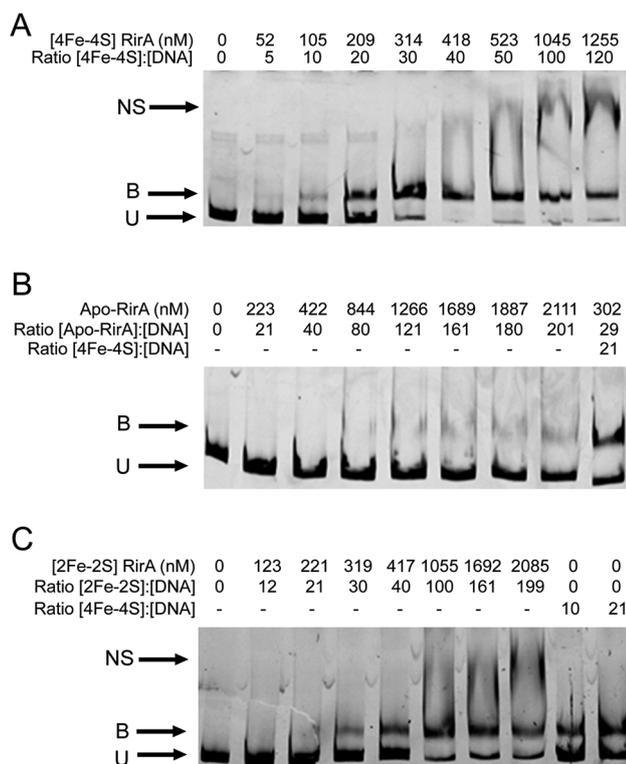 A
[4Fe-4S] RirA (nM) 0 52 105 209 314 418 523 1045 1255
Ratio [4Fe-4S]:[DNA] 0 5 10 20 30 40 50 100 120
NS
B
U
B
Apo-RirA (nM) 0 223 422 844 1266 1689 1887 2111 302
Ratio [Apo-RirA]:[DNA] 0 21 40 80 121 161 180 201 29
Ratio [4Fe-4S]:[DNA] - - - - - - - - 21
B
U
C
[2Fe-2S] RirA (nM) 0 123 221 319 417 1055 1692 2085 0 0
Ratio [2Fe-2S]:[DNA] 0 12 21 30 40 100 161 199 0 0
Ratio [4Fe-4S]:[DNA] - - - - - - - - 10 21
NS
B
U